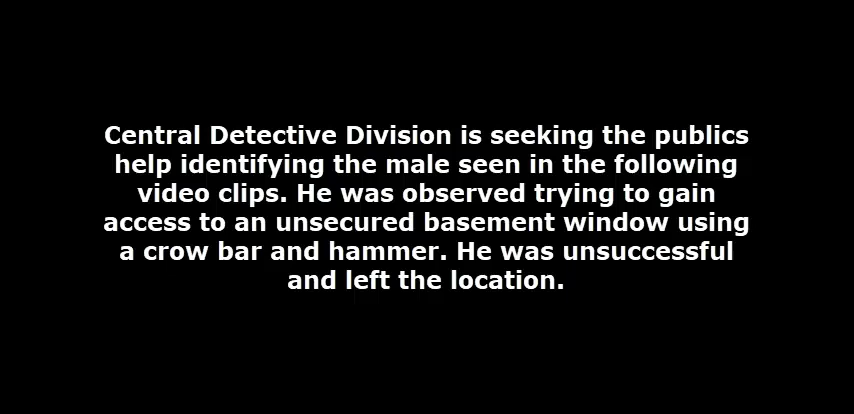 Central Detective Division is seeking the publics
help identifying the male seen in the following
video clips. He was observed trying to gain
access to an unsecured basement window using
a crow bar and hammer. He was unsuccessful
and left the location.